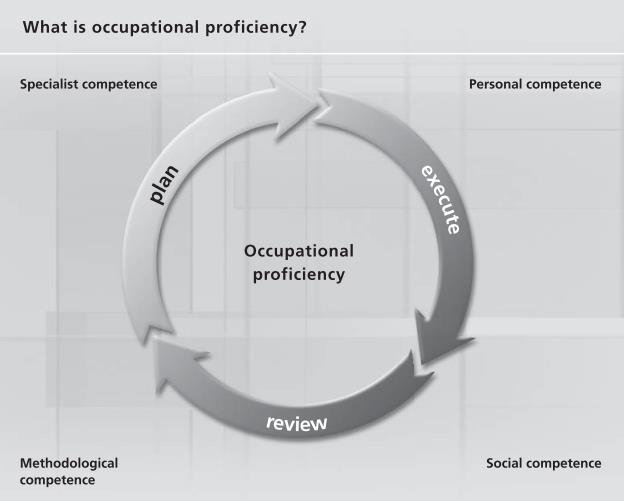 What is occupational proficiency?
Specialist competence
Personal competence
plan
execute
Occupational
proficiency
review
Methodological
competence
Social competence